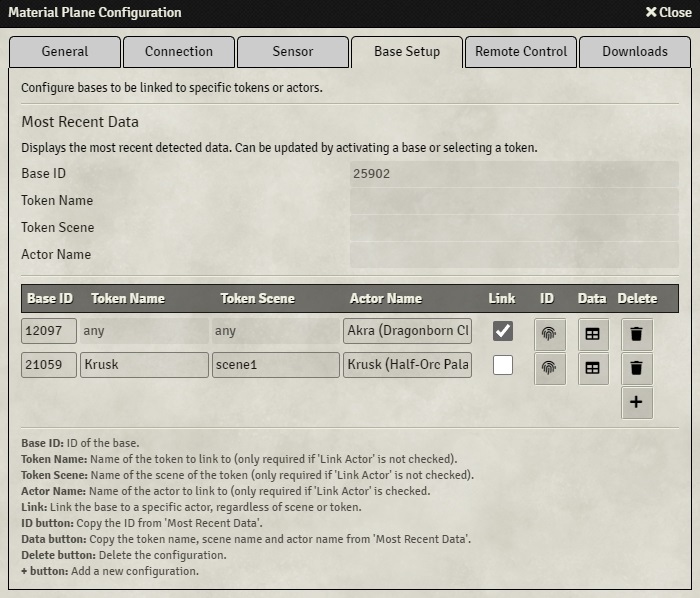 Material Plane Configuration
Close
General
Connection
Sensor
Base Setup
Remote Control
Downloads
Configure bases to be linked to specific tokens or actors.
Most Recent Data
Displays the most recent detected data. Can be updated by activating a base or selecting a token.
Base ID 25902
Token Name
Token Scene
Actor Name
Base ID Token Name Token Scene Actor Name Link ID Data Delete
12097 any any Akra (Dragonborn Cl
21059 Krusk scene1 Krusk (Half-Orc Pala
+
Base ID: ID of the base.
Token Name: Name of the token to link to (only required if 'Link Actor' is not checked).
Token Scene: Name of the scene of the token (only required if 'Link Actor' is not checked).
Actor Name: Name of the actor to link to (only required if 'Link Actor' is checked.
Link: Link the base to a specific actor, regardless of scene or token.
ID button: Copy the ID from 'Most Recent Data'.
Data button: Copy the token name, scene name and actor name from 'Most Recent Data'.
Delete button: Delete the configuration.
+ button: Add a new configuration.